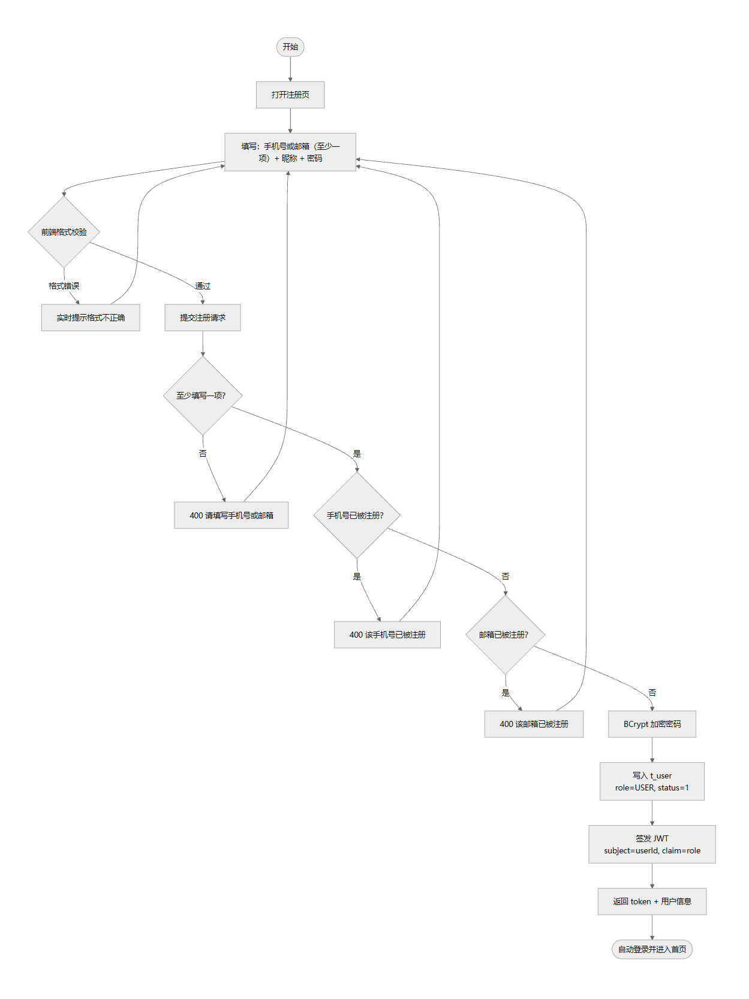 开始
打开注册页
填写：手机号或邮箱（至少一
项）+ 昵称 + 密码
前端格式校验
格式错误
通过
实时提示格式不正确
提交注册请求
至少填写一项？
否
是
400 请填写手机号或邮箱
手机号已被注册？
是
否
400 该手机号已被注册
邮箱已被注册？
是
否
400 该邮箱已被注册
BCrypt 加密密码
写入 t_user
role=USER, status=1
签发 JWT
subject=userId, claim=role
返回 token + 用户信息
自动登录并进入首页